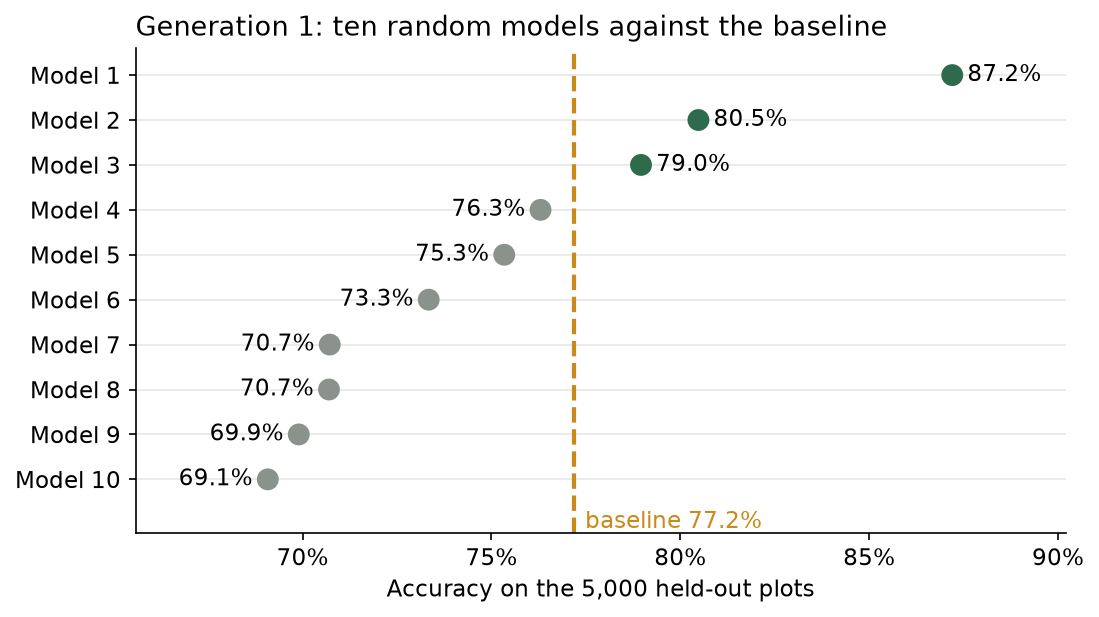 Generation 1: ten random models against the baseline
Model 1 87.2%
Model 2 80.5%
Model 3 79.0%
Model 4 76.3%
Model 5 75.3%
Model 6 73.3%
Model 7 70.7%
Model 8 70.7%
Model 9 69.9%
Model 10 69.1%
baseline 77.2%
70% 75% 80% 85% 90%
Accuracy on the 5,000 held-out plots